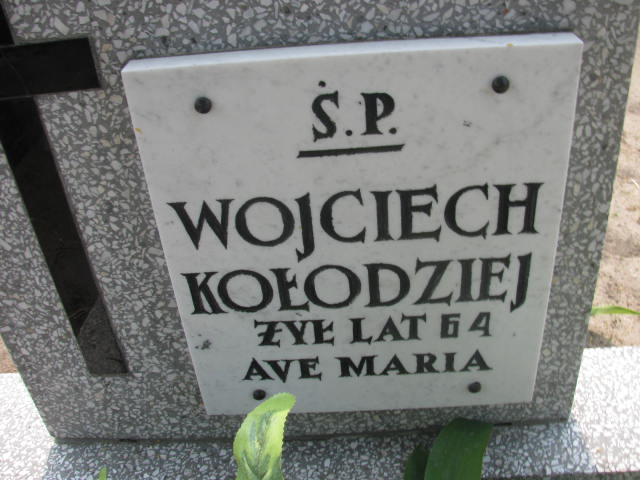 Ś.P.
WOJCIECH
KOŁODZIEJ
ŻYŁ LAT 64
AVE MARIA